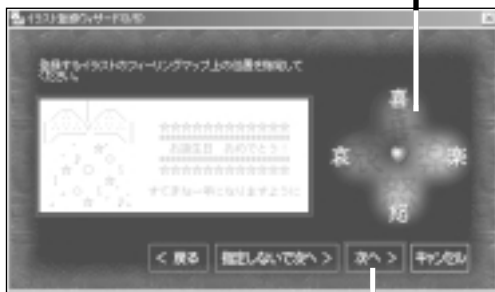 イラスト登録ウィザード(3/5)
登録するイラストのフィーリングマップ上の位置を指定して
ください。
☆☆☆☆☆☆☆☆☆☆☆☆
お誕生日 おめでとう!
☆☆☆☆☆☆☆☆☆☆☆☆
すてきな一年になりますように
喜
哀
楽
怒
< 戻る
指定しないで次へ >
次へ >
キャンセル